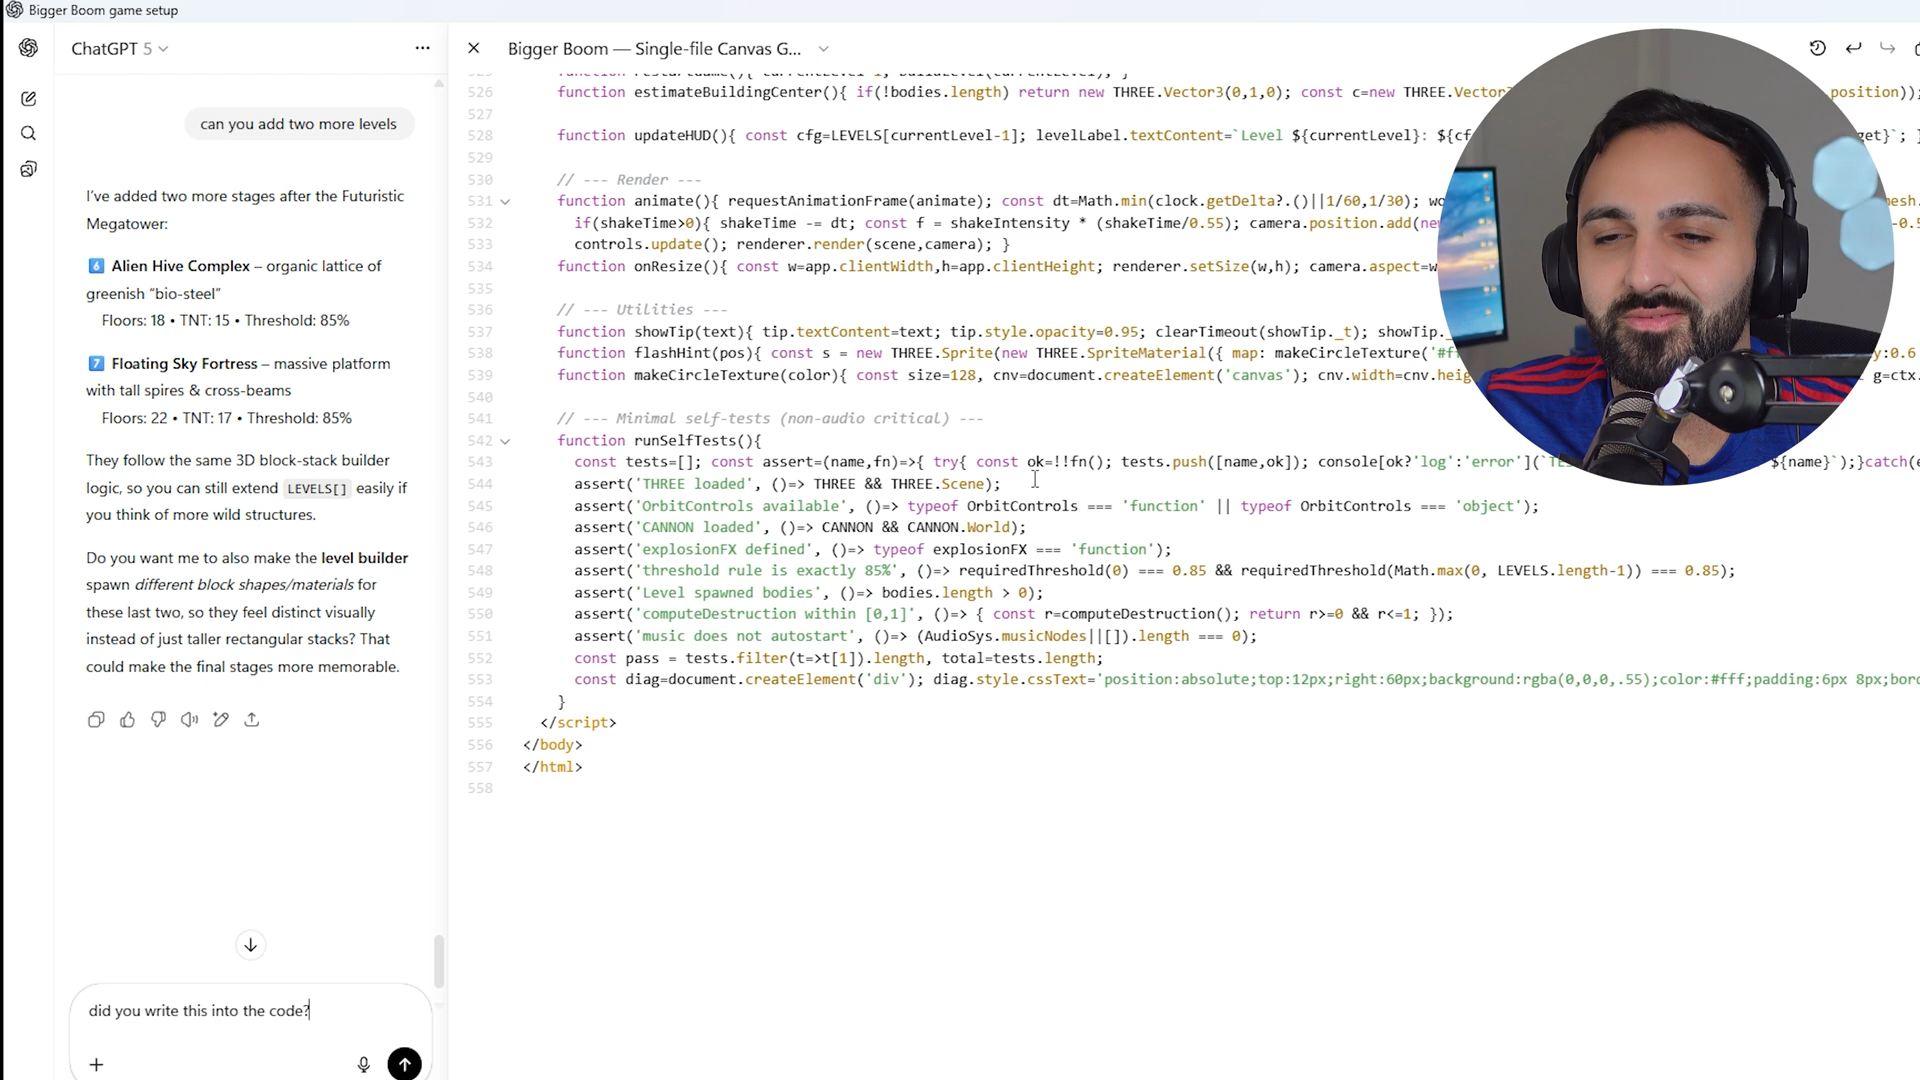 Bigger Boom game setup
ChatGPT 5
Bigger Boom — Single-file Canvas G...
can you add two more levels
I've added two more stages after the Futuristic
Megatower:
6 Alien Hive Complex – organic lattice of
greenish "bio-steel"
Floors: 18 • TNT: 15 • Threshold: 85%
7 Floating Sky Fortress – massive platform
with tall spires & cross-beams
Floors: 22 • TNT: 17 • Threshold: 85%
They follow the same 3D block-stack builder
logic, so you can still extend LEVELS[] easily if
you think of more wild structures.
Do you want me to also make the level builder
spawn different block shapes/materials for
these last two, so they feel distinct visually
instead of just taller rectangular stacks? That
could make the final stages more memorable.
did you write this into the code?
526 function estimateBuildingCenter(){ if(!bodies.length) return new THREE.Vector3(0,1,0); const c=new THREE.Vector position));
527
528 function updateHUD(){ const cfg=LEVELS[currentLevel-1]; levelLabel.textContent=`Level ${currentLevel}: ${cf get}`; }
529
530 // --- Render ---
531 function animate(){ requestAnimationFrame(animate); const dt=Math.min(clock.getDelta?.()||1/60,1/30); wo mesh.
532 if(shakeTime>0){ shakeTime -= dt; const f = shakeIntensity * (shakeTime/0.55); camera.position.add(new -0.5
533 controls.update(); renderer.render(scene,camera); }
534 function onResize(){ const w=app.clientWidth,h=app.clientHeight; renderer.setSize(w,h); camera.aspect=w
535
536 // --- Utilities ---
537 function showTip(text){ tip.textContent=text; tip.style.opacity=0.95; clearTimeout(showTip._t); showTip.
538 function flashHint(pos){ const s = new THREE.Sprite(new THREE.SpriteMaterial({ map: makeCircleTexture('#ff y:0.6
539 function makeCircleTexture(color){ const size=128, cnv=document.createElement('canvas'); cnv.width=cnv.heig g=ctx.
540
541 // --- Minimal self-tests (non-audio critical) ---
542 function runSelfTests(){
543 const tests=[]; const assert=(name,fn)=>{ try{ const ok=!!fn(); tests.push([name,ok]); console[ok?'log':'error'](`TE ${name}`);}catch(e
544 assert('THREE loaded', ()=> THREE && THREE.Scene);
545 assert('OrbitControls available', ()=> typeof OrbitControls === 'function' || typeof OrbitControls === 'object');
546 assert('CANNON loaded', ()=> CANNON && CANNON.World);
547 assert('explosionFX defined', ()=> typeof explosionFX === 'function');
548 assert('threshold rule is exactly 85%', ()=> requiredThreshold(0) === 0.85 && requiredThreshold(Math.max(0, LEVELS.length-1)) === 0.85);
549 assert('Level spawned bodies', ()=> bodies.length > 0);
550 assert('computeDestruction within [0,1]', ()=> { const r=computeDestruction(); return r>=0 && r<=1; });
551 assert('music does not autostart', ()=> (AudioSys.musicNodes||[]).length === 0);
552 const pass = tests.filter(t=>t[1]).length, total=tests.length;
553 const diag=document.createElement('div'); diag.style.cssText='position:absolute;top:12px;right:60px;background:rgba(0,0,0,.55);color:#fff;padding:6px 8px;bord
554 }
555 </script>
556 </body>
557 </html>
558